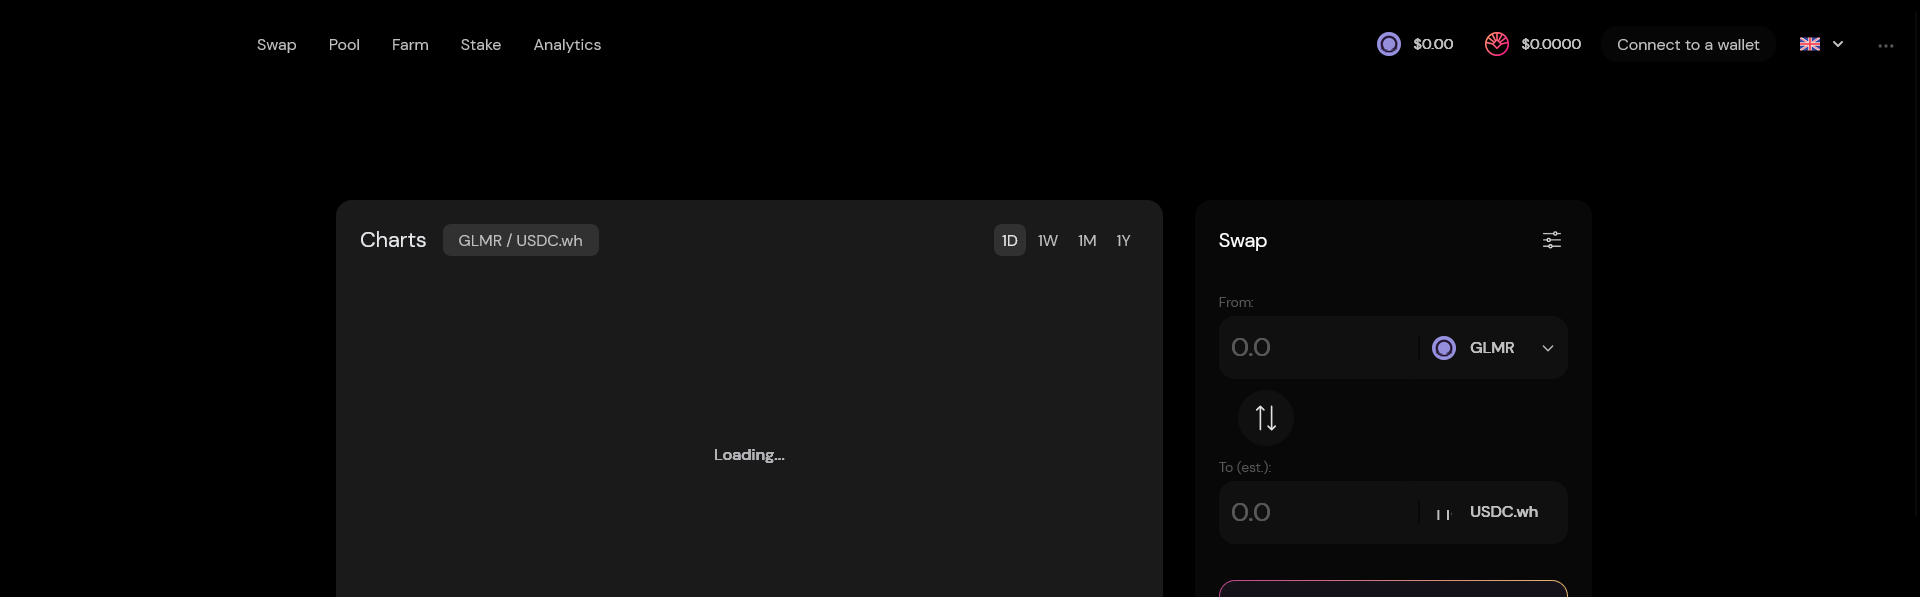 Swap Pool Farm Stake Analytics $0.00 $0.0000 Connect to a wallet ...
Charts GLMR / USDC.wh 1D 1W 1M 1Y
Loading...
Swap
From:
0.0 GLMR
To (est.):
0.0 USDC.wh